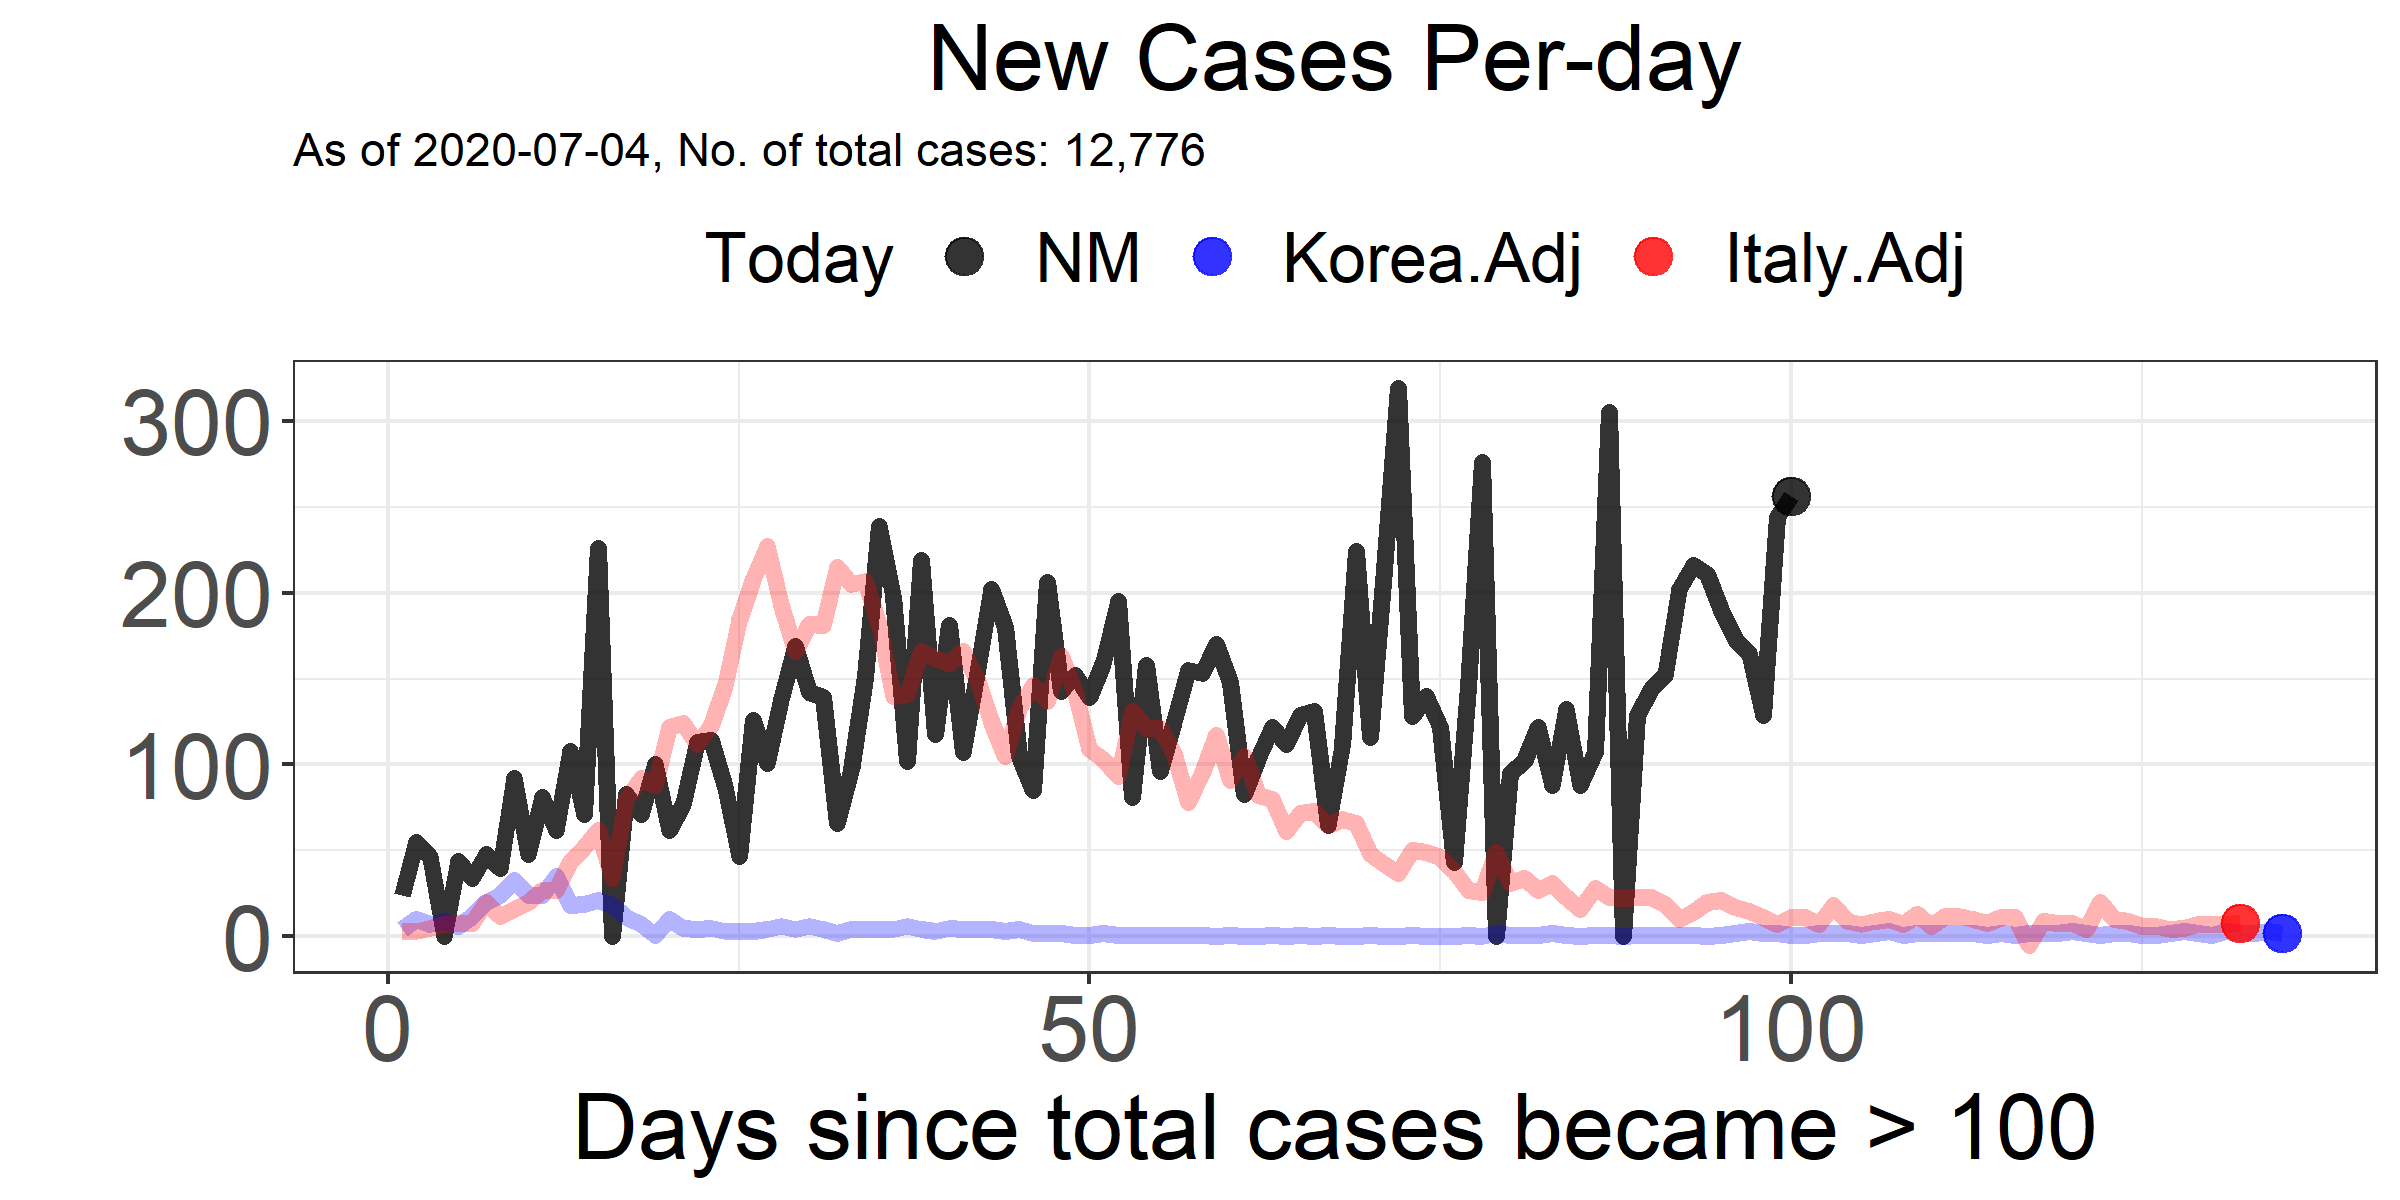 New Cases Per-day
As of 2020-07-04, No. of total cases: 12,776
Today NM Korea.Adj Italy.Adj
300
200
100
0
0 50 100
Days since total cases became > 100